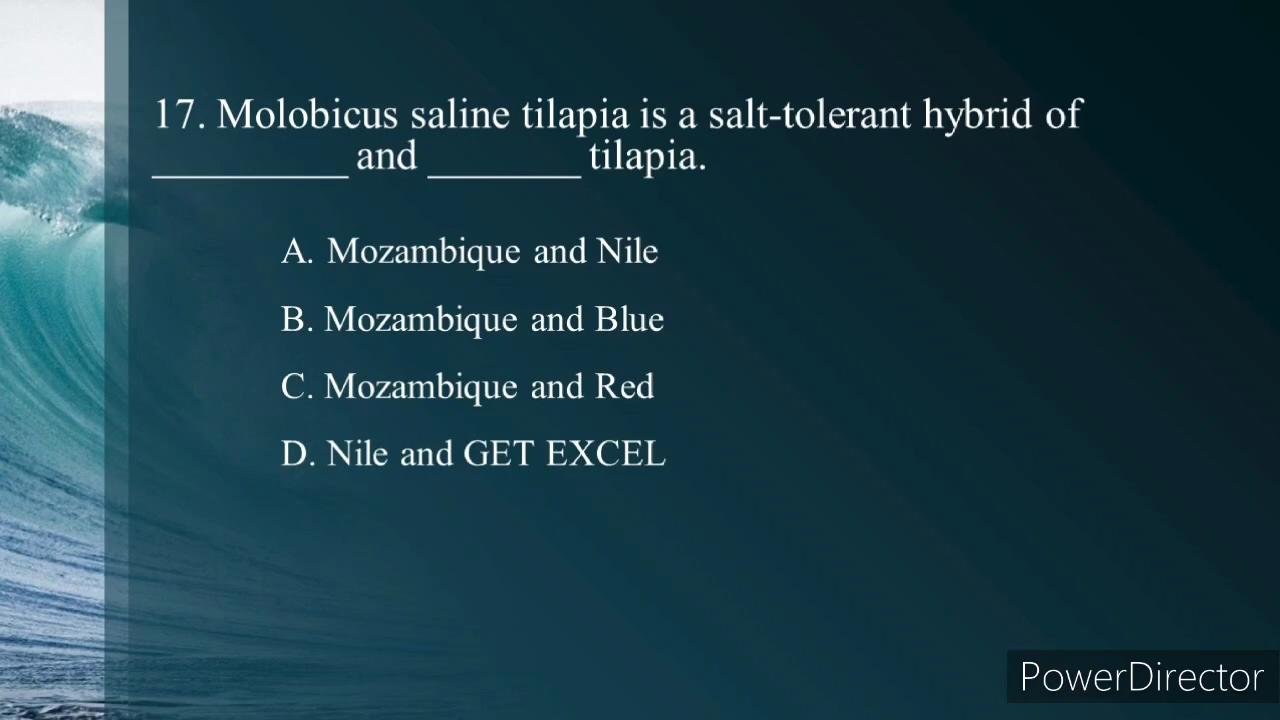 17. Molobicus saline tilapia is a salt-tolerant hybrid of
__________ and ________ tilapia.
A. Mozambique and Nile
B. Mozambique and Blue
C. Mozambique and Red
D. Nile and GET EXCEL
PowerDirector